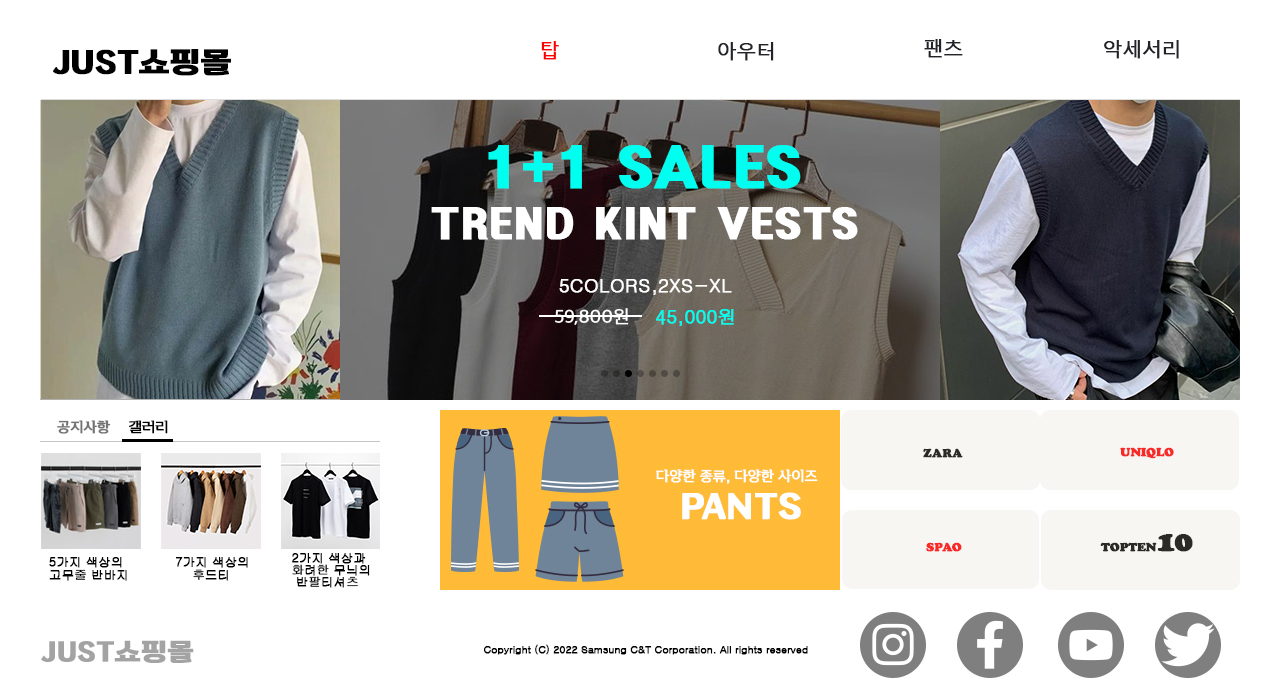 JUST쇼핑몰
탑
아우터
팬츠
악세서리
1+1 SALES
TREND KINT VESTS
5COLORS,2XS-XL
59,800원 45,000원
공지사항 갤러리
5가지 색상의
고무줄 반바지
7가지 색상의
후드티
2가지 색상과
화려한 무늬의
반팔티셔츠
다양한 종류, 다양한 사이즈
PANTS
ZARA
UNIQLO
SPAO
TOPTEN10
JUST쇼핑몰
Copyright (C) 2022 Samsung C&T Corporation. All rights reserved